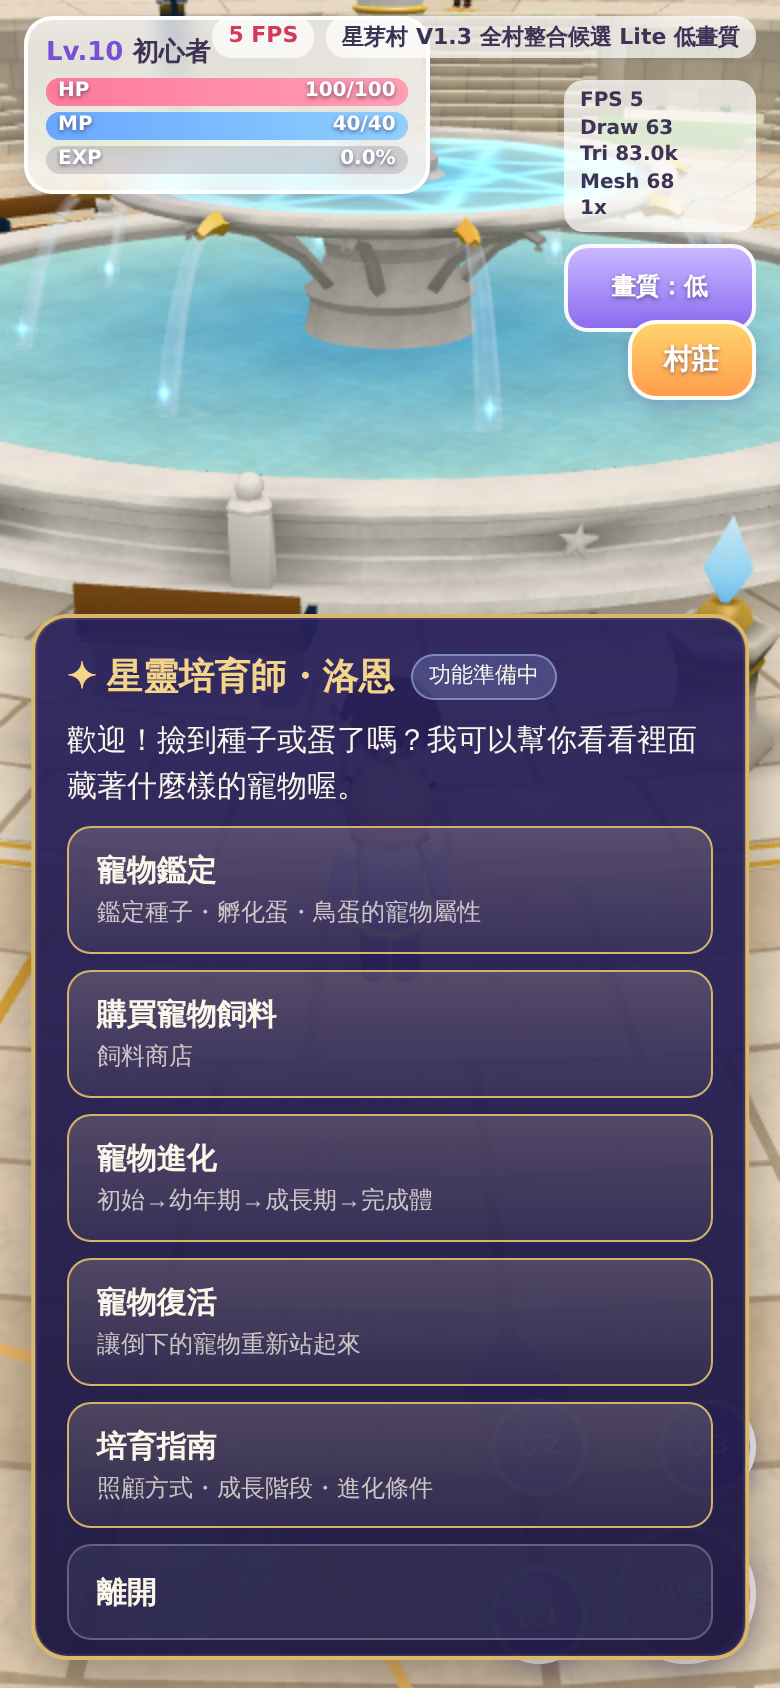 Lv.10 初心者
5 FPS
星芽村 V1.3 全村整合候選 Lite 低畫質
HP 100/100
MP 40/40
EXP 0.0%
FPS 5
Draw 63
Tri 83.0k
Mesh 68
1x
畫質：低
村莊
✦ 星靈培育師・洛恩 功能準備中
歡迎！撿到種子或蛋了嗎？我可以幫你看看裡面
藏著什麼樣的寵物喔。
寵物鑑定
鑑定種子・孵化蛋・鳥蛋的寵物屬性
購買寵物飼料
飼料商店
寵物進化
初始→幼年期→成長期→完成體
寵物復活
讓倒下的寵物重新站起來
培育指南
照顧方式・成長階段・進化條件
技2
技3
離開
技1
攻擊